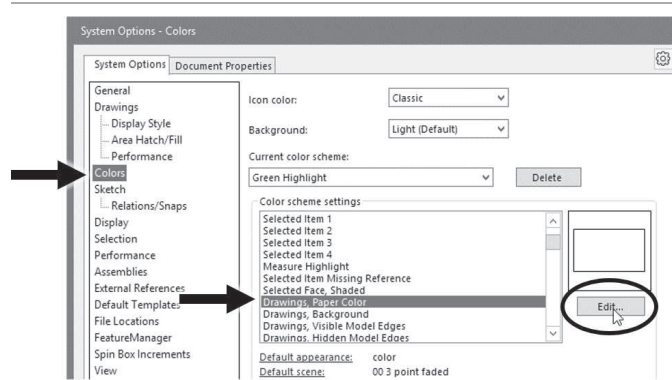 System Options - Colors
System Options
Document Properties
General
Drawings
Display Style
Area Hatch/Fill
Performance
Colors
Sketch
Relations/Snaps
Display
Selection
Performance
Assemblies
External References
Default Templates
File Locations
FeatureManager
Spin Box Increments
View
Icon color:
Classic
Background:
Light (Default)
Current color scheme:
Green Highlight
Delete
Color scheme settings
Selected Item 1
Selected Item 2
Selected Item 3
Selected Item 4
Measure Highlight
Selected Item Missing Reference
Selected Face, Shaded
Drawings, Paper Color
Drawings, Background
Drawings, Visible Model Edges
Drawings, Hidden Model Edges
Edit...
Default appearance: color
Default scene: 00 3 point faded